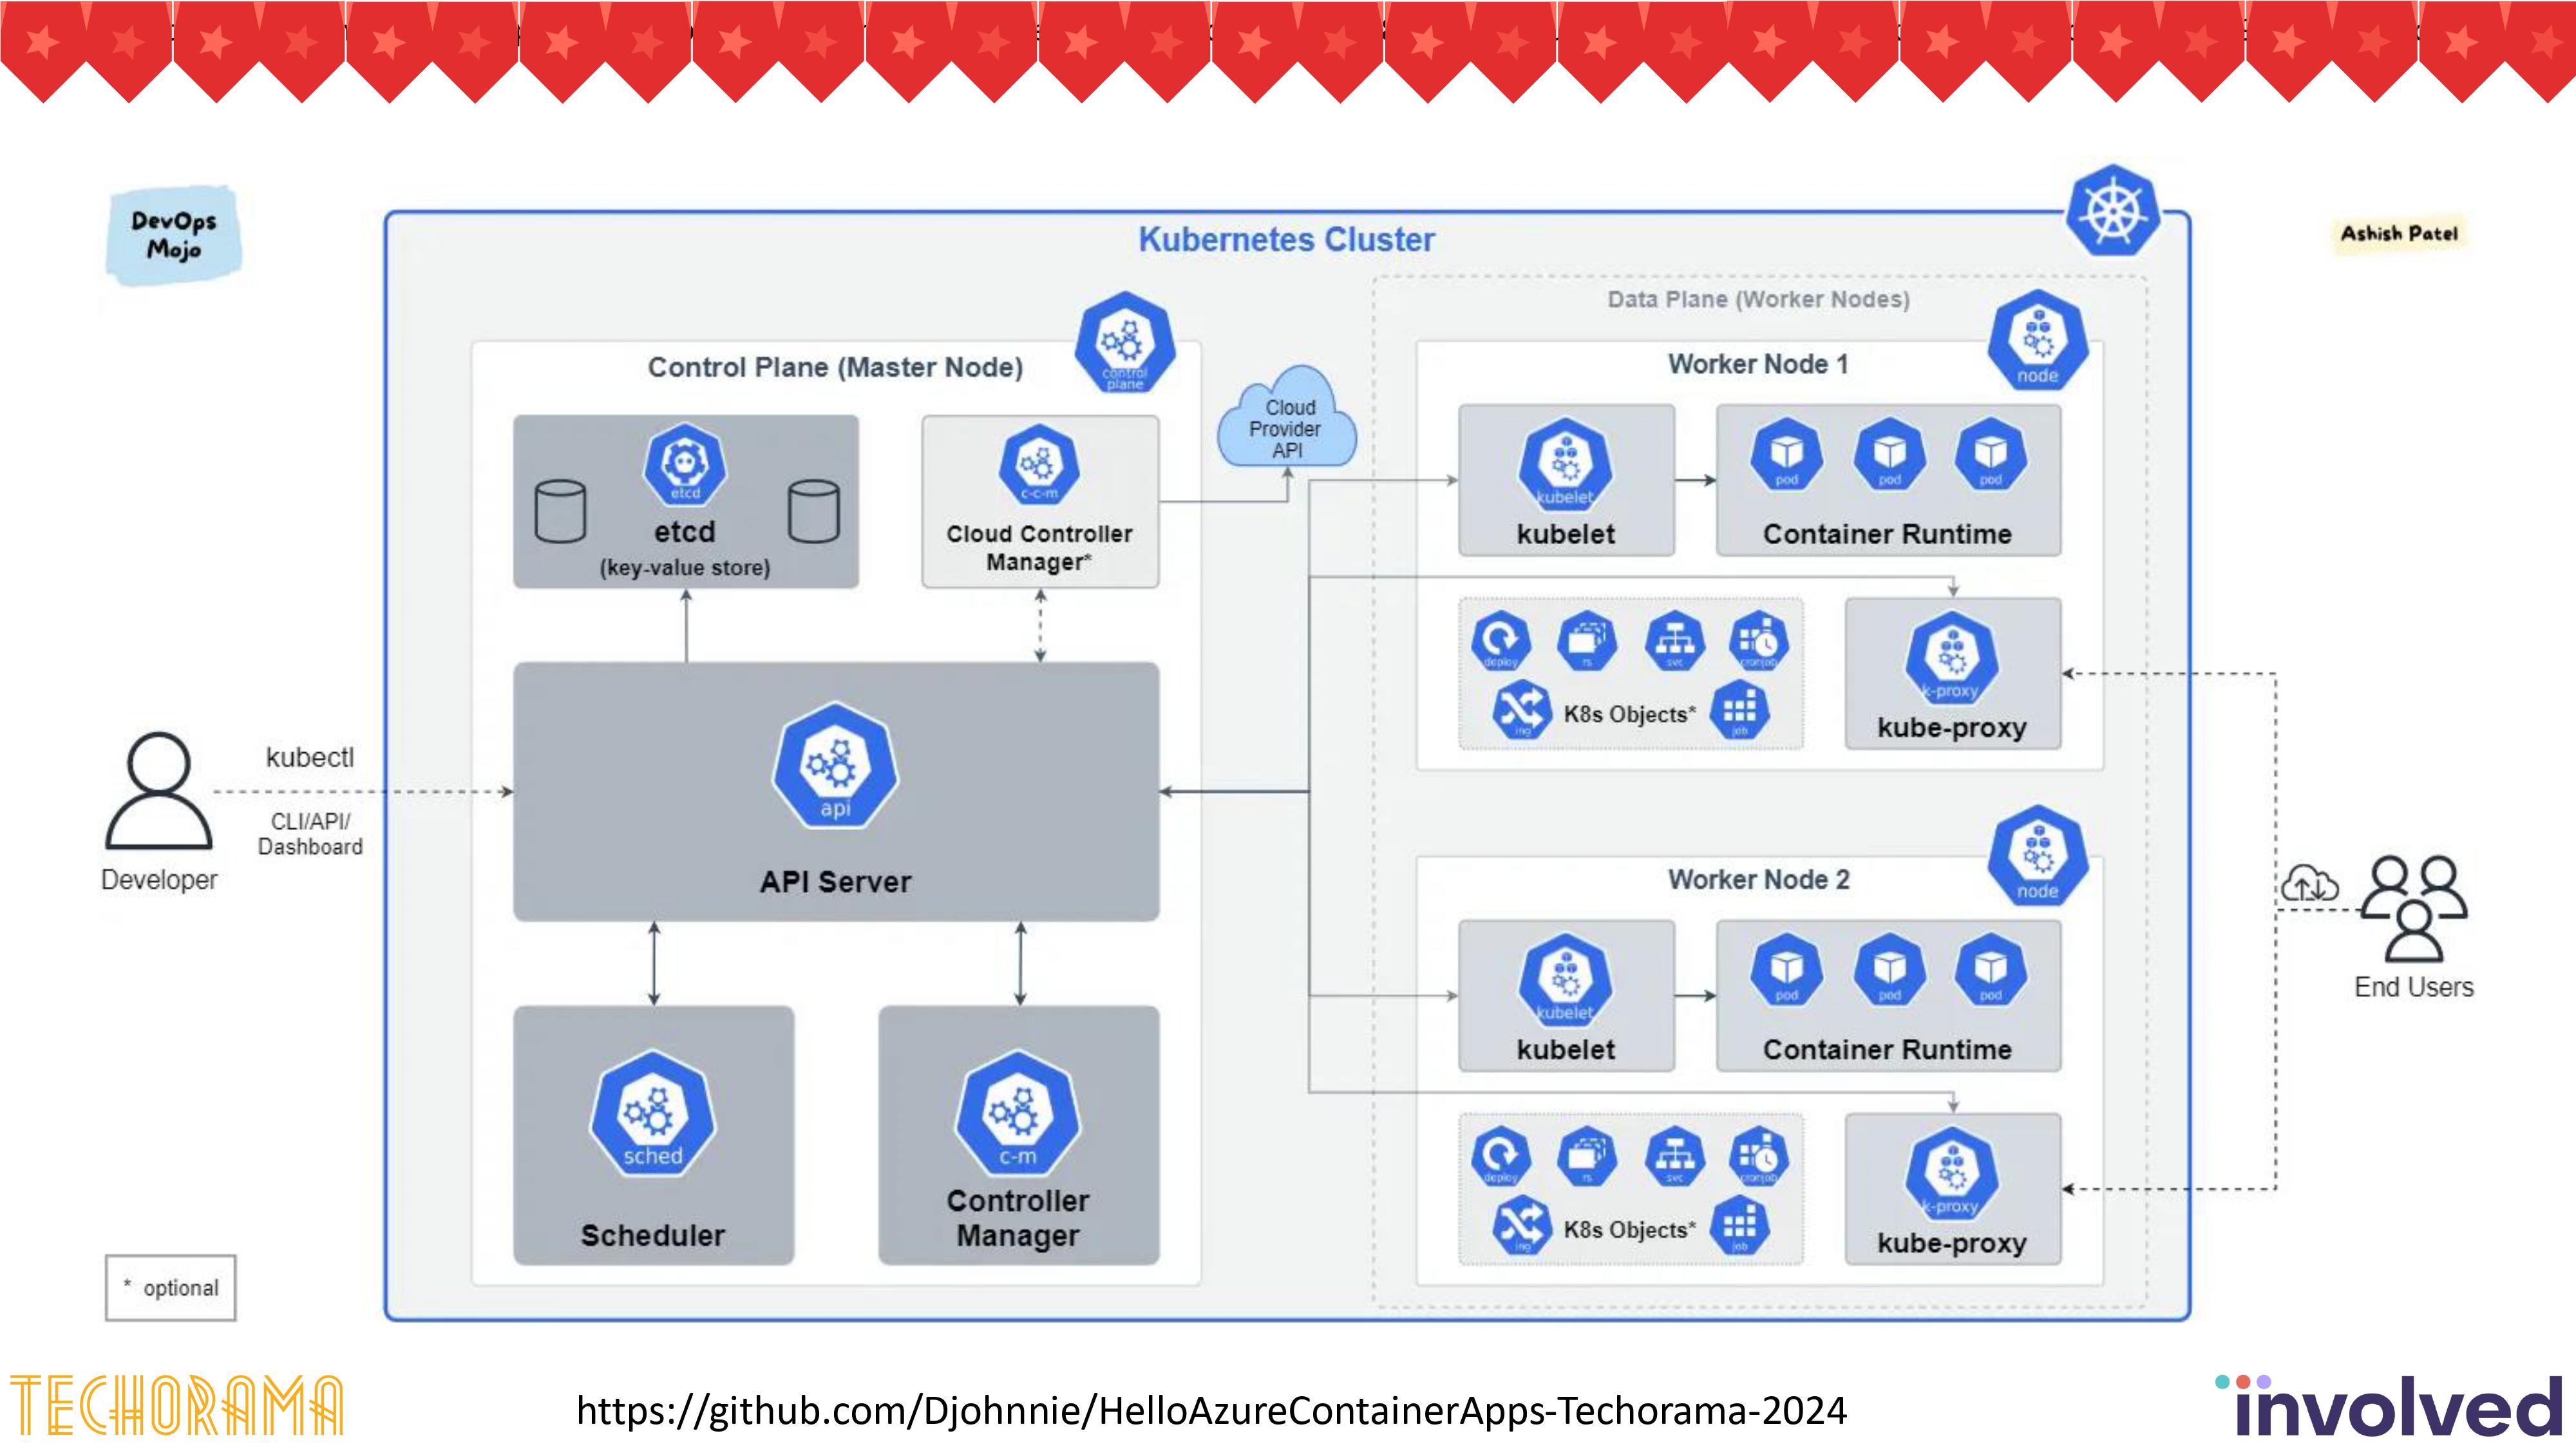 DevOps
Mojo
Kubernetes Cluster
Ashish Patel
Data Plane (Worker Nodes)
Control Plane (Master Node)
control
plane
Cloud
Provider
API
Worker Node 1
node
etcd
etcd
(key-value store)
c-c-m
Cloud Controller
Manager*
kubelet
kubelet
pod
pod
pod
Container Runtime
deploy
rs
svc
cronjob
ing
K8s Objects*
job
k-proxy
kube-proxy
kubectl
CLI/API/
Dashboard
Developer
api
API Server
Worker Node 2
node
kubelet
kubelet
pod
pod
pod
Container Runtime
End Users
sched
Scheduler
c-m
Controller
Manager
deploy
rs
svc
cronjob
ing
K8s Objects*
job
k-proxy
kube-proxy
* optional
TECHORAMA
https://github.com/Djohnnie/HelloAzureContainerApps-Techorama-2024
involved